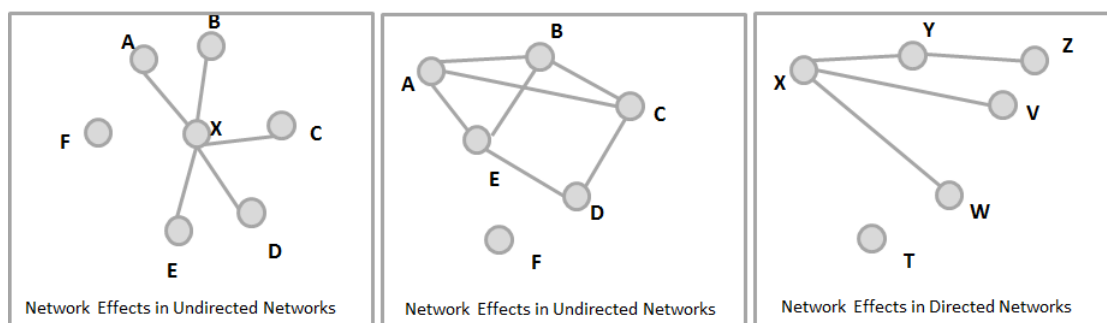 B
A
X
F
C
D
E
Network Effects in Undirected Networks
B
A
C
E
D
F
Network Effects in Undirected Networks
Y
Z
X
V
W
T
Network Effects in Directed Networks